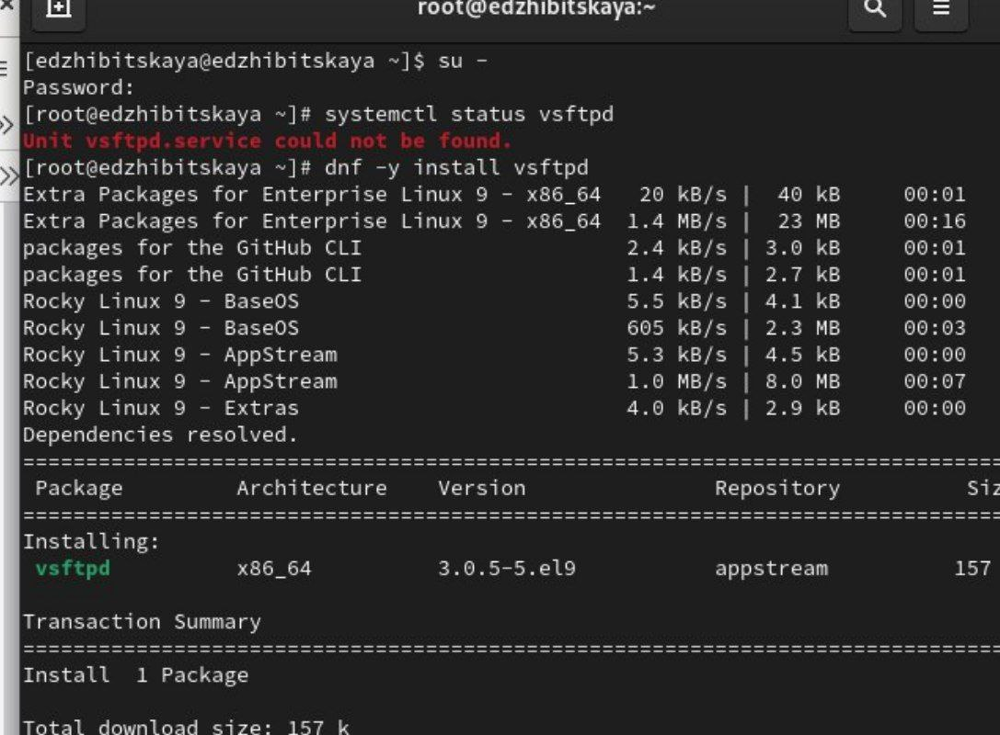 root@edzhibitskaya:~
[edzhibitskaya@edzhibitskaya ~]$ su -
Password:
[root@edzhibitskaya ~]# systemctl status vsftpd
Unit vsftpd.service could not be found.
[root@edzhibitskaya ~]# dnf -y install vsftpd
Extra Packages for Enterprise Linux 9 - x86_64   20 kB/s |  40 kB     00:01
Extra Packages for Enterprise Linux 9 - x86_64  1.4 MB/s |  23 MB     00:16
packages for the GitHub CLI                     2.4 kB/s | 3.0 kB     00:01
packages for the GitHub CLI                     1.4 kB/s | 2.7 kB     00:01
Rocky Linux 9 - BaseOS                          5.5 kB/s | 4.1 kB     00:00
Rocky Linux 9 - BaseOS                          605 kB/s | 2.3 MB     00:03
Rocky Linux 9 - AppStream                       5.3 kB/s | 4.5 kB     00:00
Rocky Linux 9 - AppStream                       1.0 MB/s | 8.0 MB     00:07
Rocky Linux 9 - Extras                          4.0 kB/s | 2.9 kB     00:00
Dependencies resolved.
================================================================================
 Package         Architecture    Version               Repository          Siz
================================================================================
Installing:
 vsftpd          x86_64          3.0.5-5.el9           appstream          157
Transaction Summary
================================================================================
Install  1 Package
Total download size: 157 k